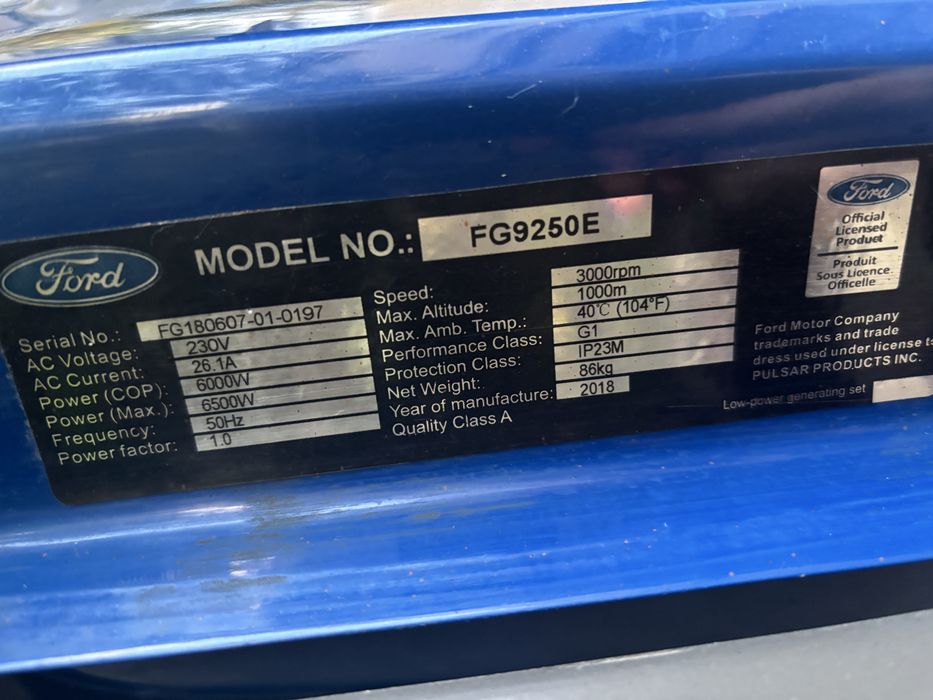 Ford
MODEL NO.: FG9250E
Serial No.: FG180607-01-0197
AC Voltage: 230V
AC Current: 26.1A
Power (COP): 6000W
Power (Max.): 6500W
Frequency: 50Hz
Power factor: 1.0
Speed: 3000rpm
Max. Altitude: 1000m
Max. Amb. Temp.: 40℃ (104°F)
Performance Class: G1
Protection Class: IP23M
Net Weight: 86kg
Year of manufacture: 2018
Quality Class A
Ford
Official
Licensed
Product
Produit
Sous Licence
Officielle
Ford Motor Company
trademarks and trade
dress used under license to
PULSAR PRODUCTS INC.
Low-power generating set